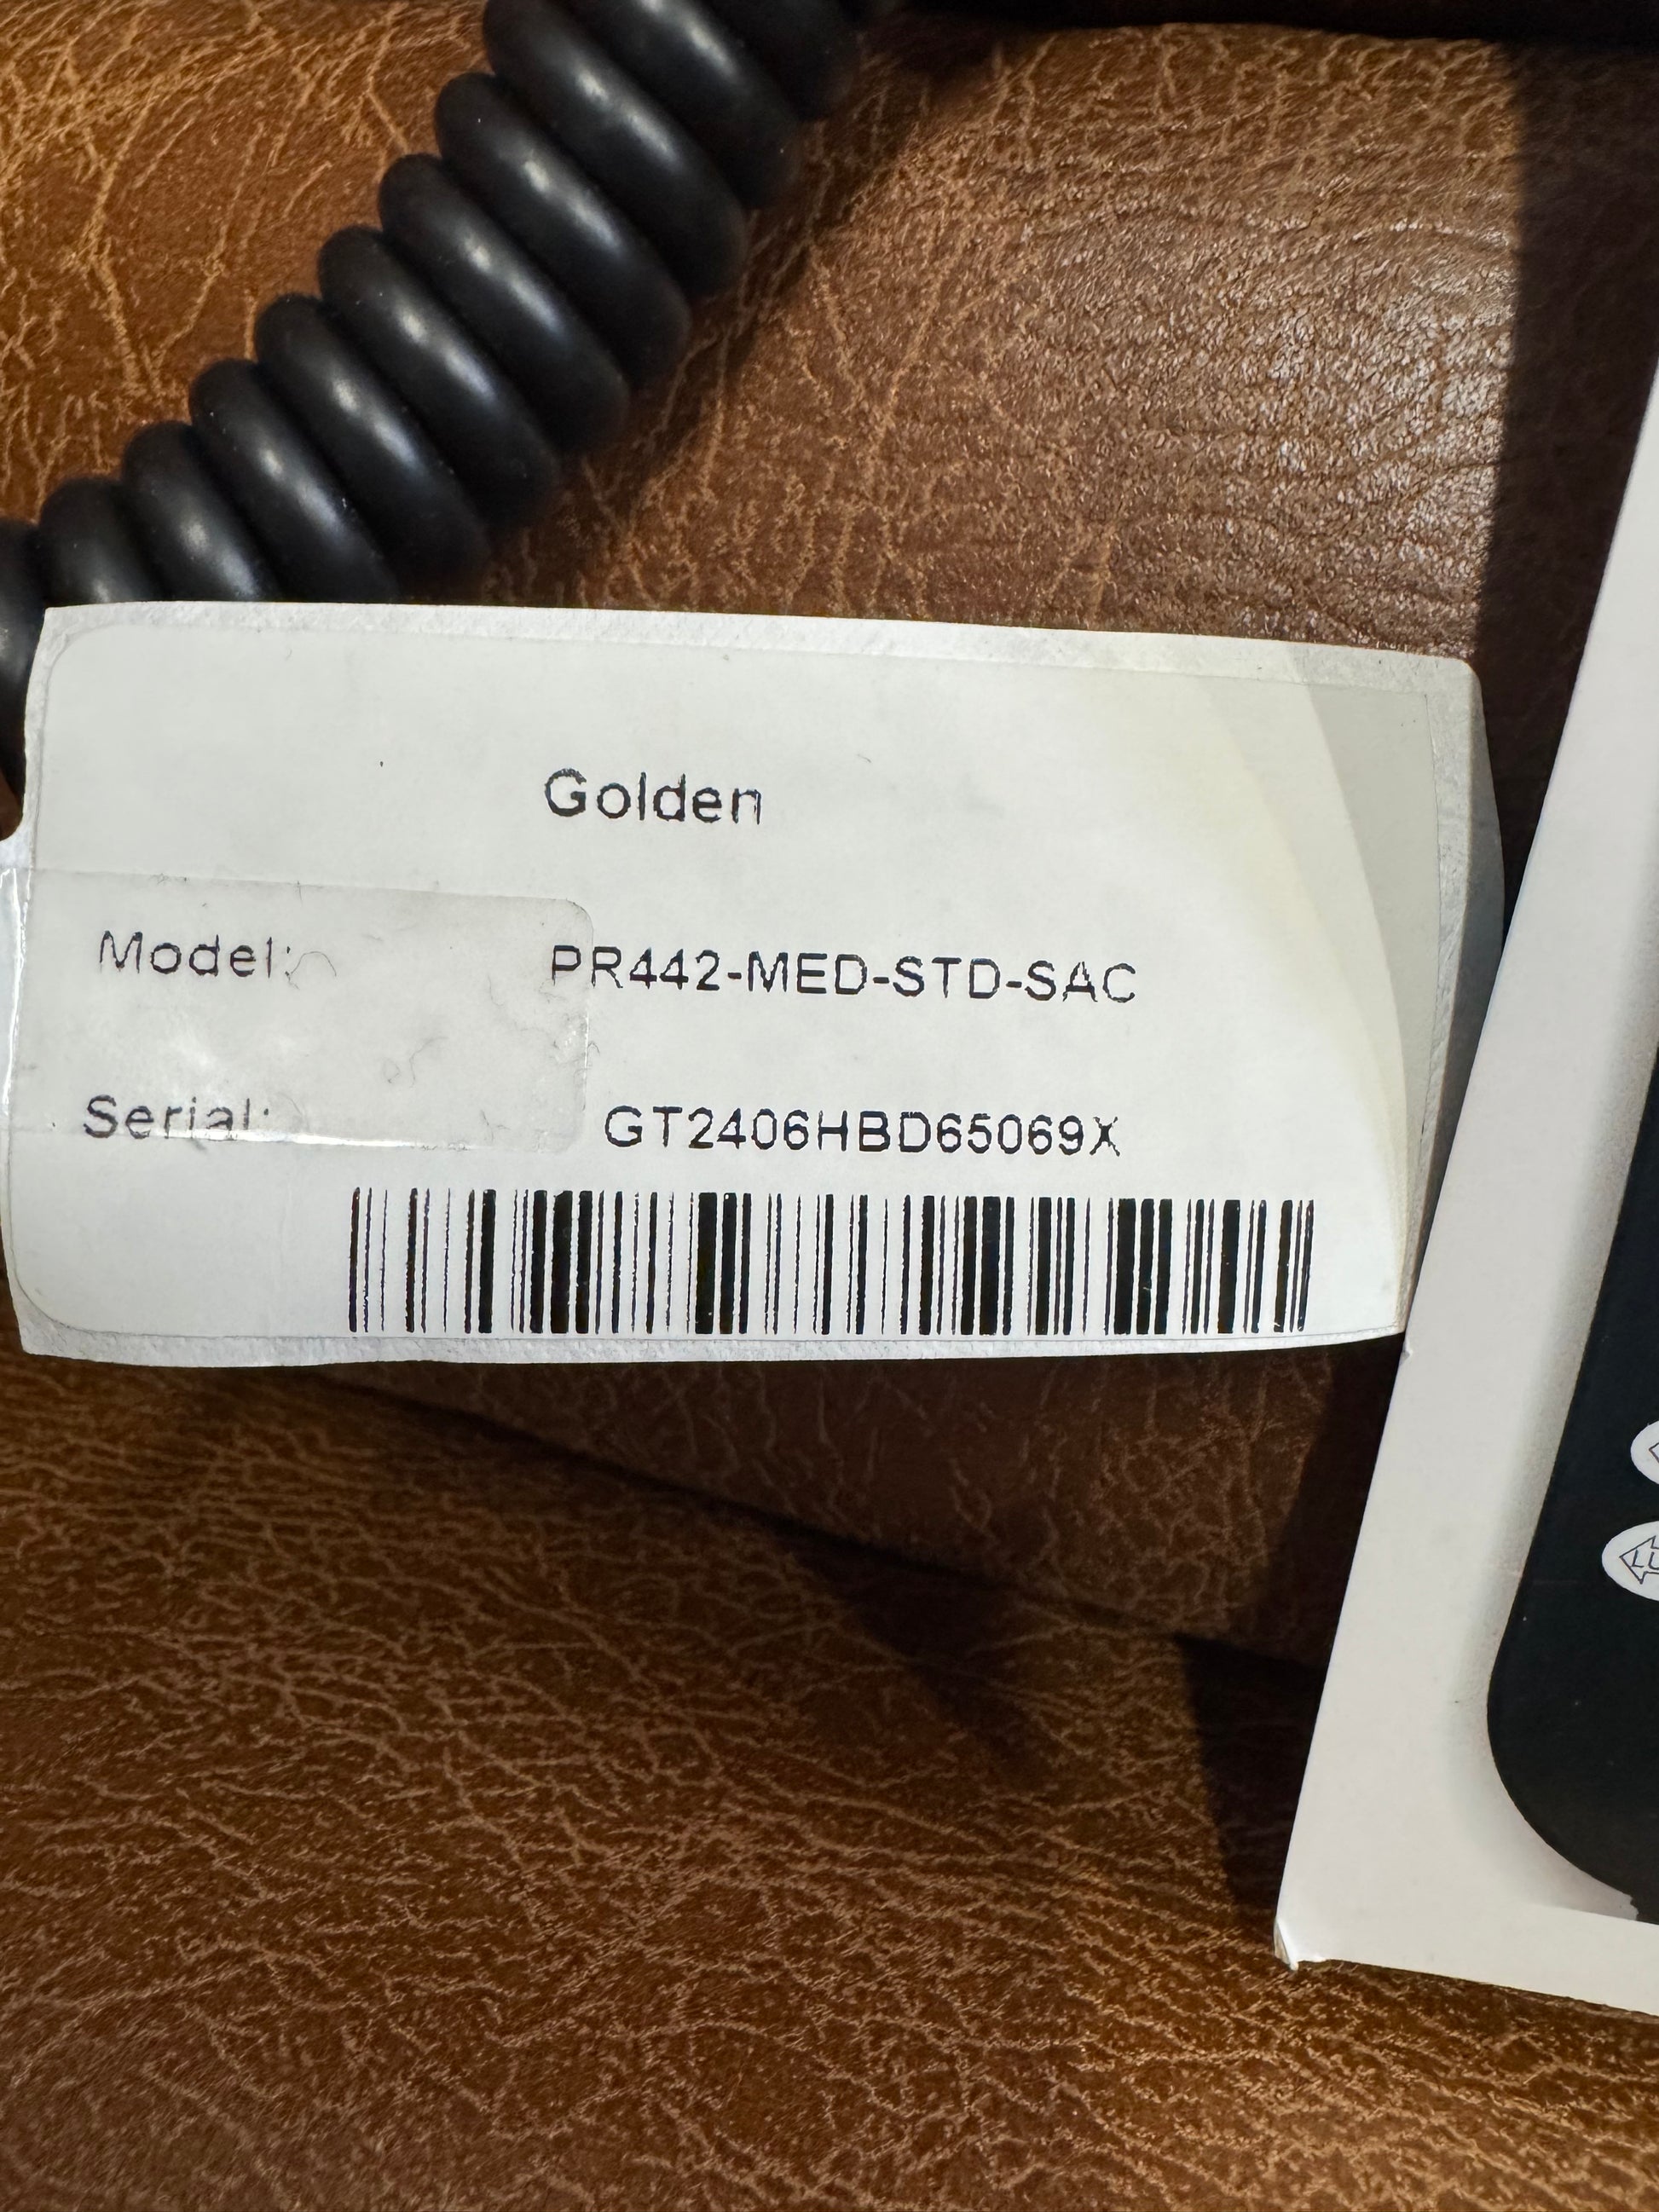 Golden
Model: PR442-MED-STD-SAC
Serial: GT2406HBD65069X